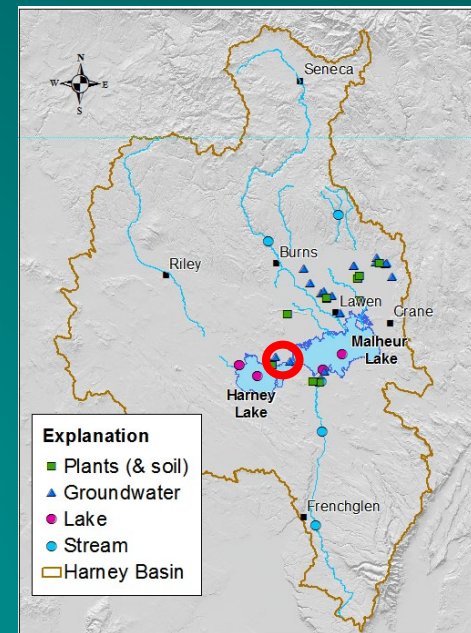 N
W E
S
Seneca
Burns
Riley
Lawen
Crane
Malheur
Lake
Harney
Lake
Frenchglen
Explanation
Plants (& soil)
Groundwater
Lake
Stream
Harney Basin